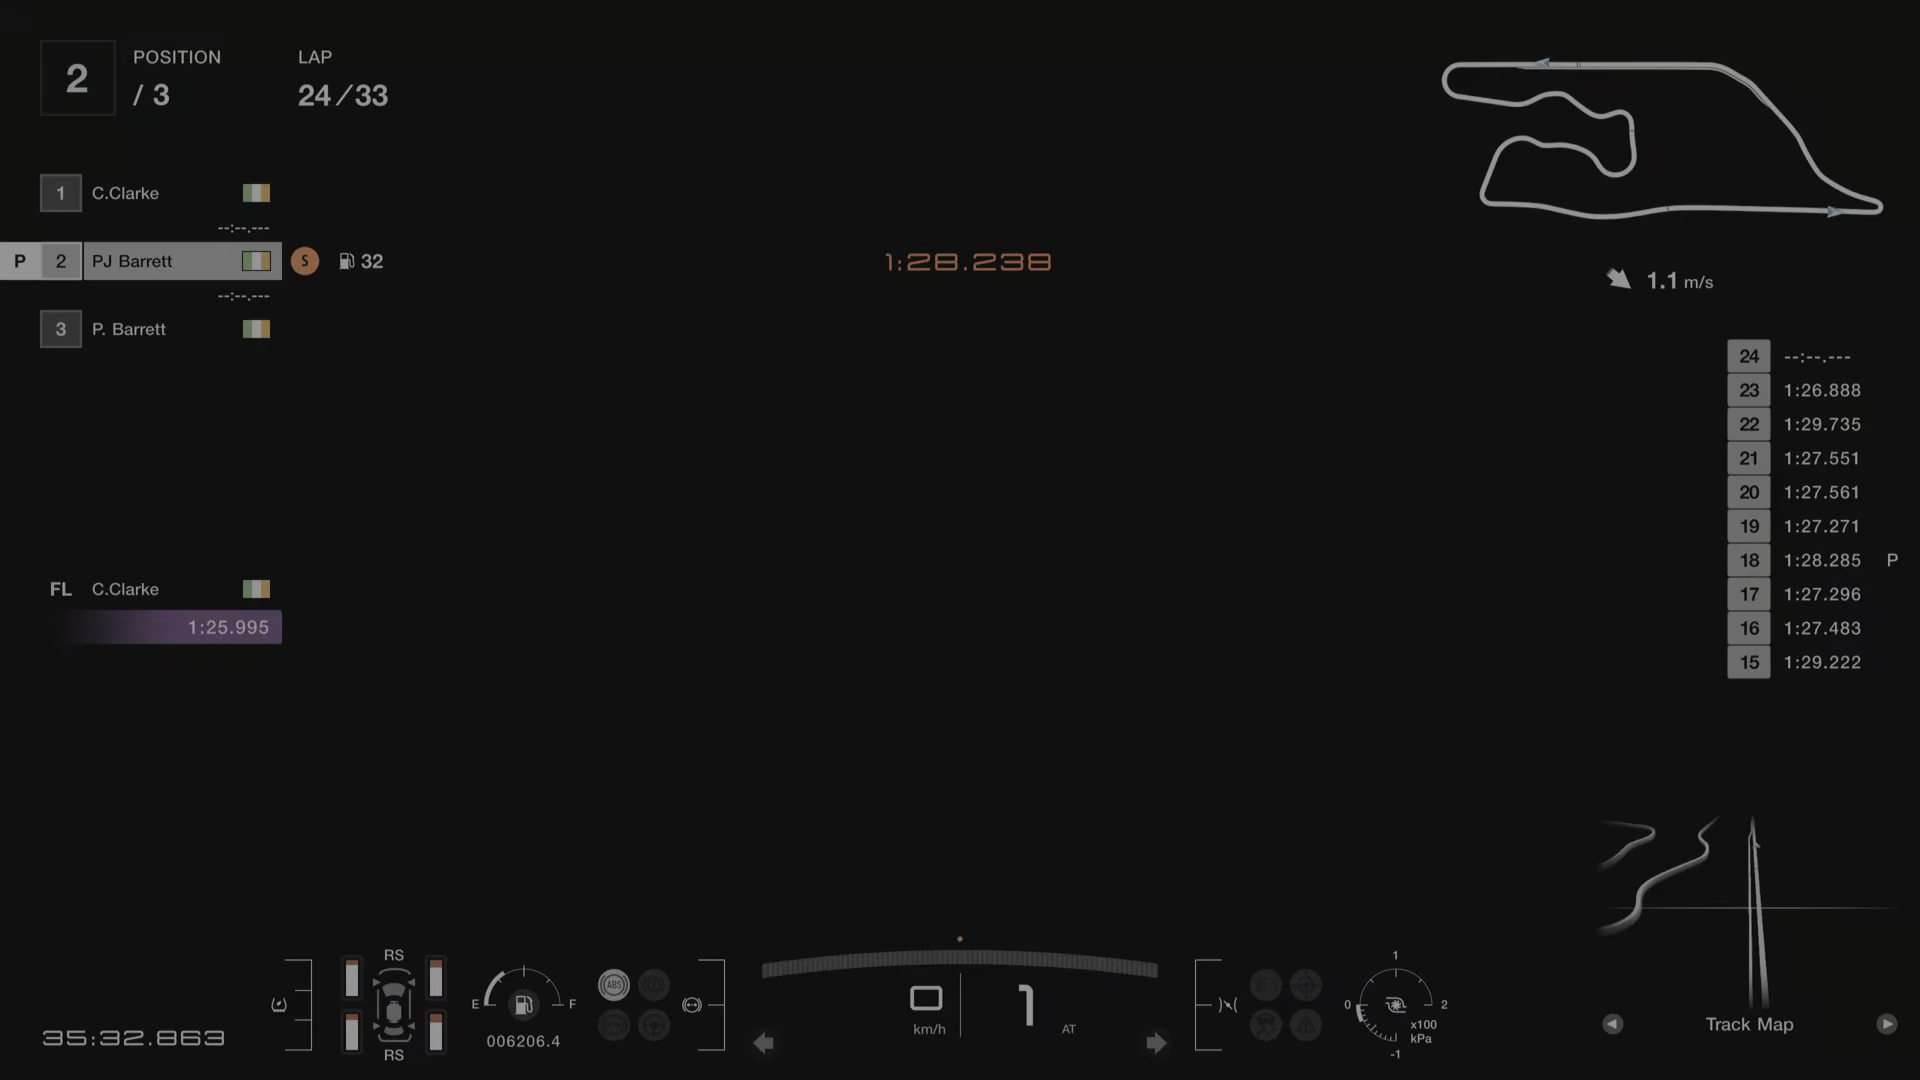 2 POSITION / 3
LAP 24/33
1 C.Clarke
--:--.---
P 2 PJ Barrett S 32
--:--.---
3 P. Barrett
FL C.Clarke
1:25.995
1:28.238
1.1 m/s
24 --:--.---
23 1:26.888
22 1:29.735
21 1:27.551
20 1:27.561
19 1:27.271
18 1:28.285 P
17 1:27.296
16 1:27.483
15 1:29.222
35:32.863
RS
RS
E F
006206.4
ABS
0 km/h
1 AT
1
0 2
x100 kPa
-1
Track Map